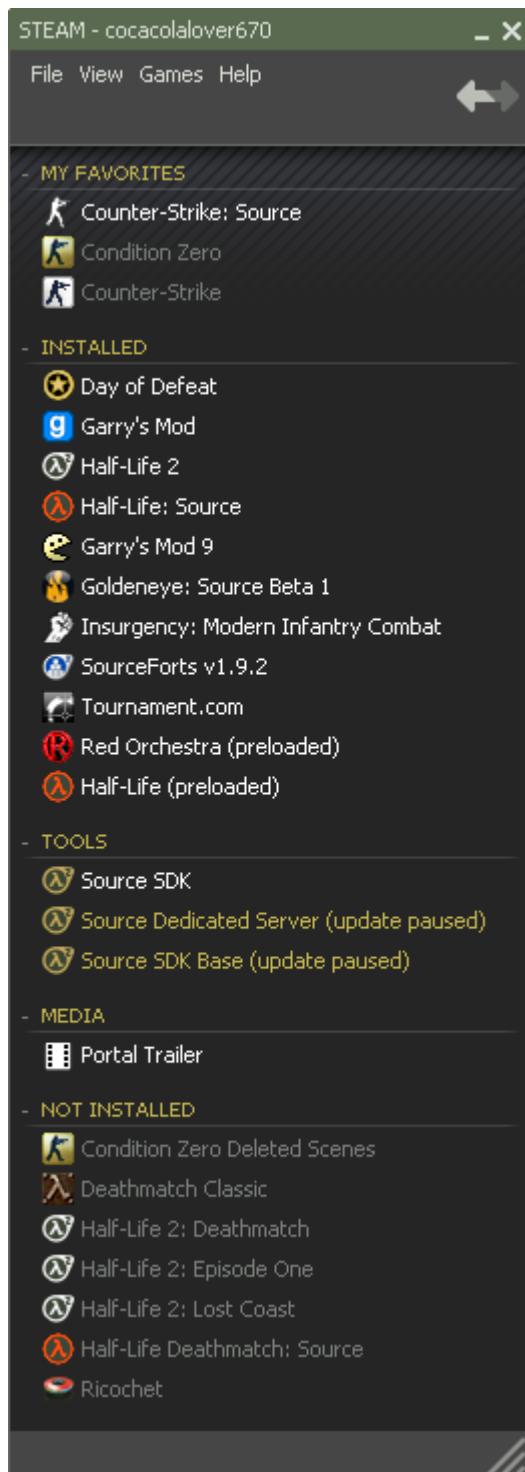 STEAM - cocacolalover670
File View Games Help
- MY FAVORITES
Counter-Strike: Source
Condition Zero
Counter-Strike
- INSTALLED
Day of Defeat
Garry's Mod
Half-Life 2
Half-Life: Source
Garry's Mod 9
Goldeneye: Source Beta 1
Insurgency: Modern Infantry Combat
SourceForts v1.9.2
Tournament.com
Red Orchestra (preloaded)
Half-Life (preloaded)
- TOOLS
Source SDK
Source Dedicated Server (update paused)
Source SDK Base (update paused)
- MEDIA
Portal Trailer
- NOT INSTALLED
Condition Zero Deleted Scenes
Deathmatch Classic
Half-Life 2: Deathmatch
Half-Life 2: Episode One
Half-Life 2: Lost Coast
Half-Life Deathmatch: Source
Ricochet